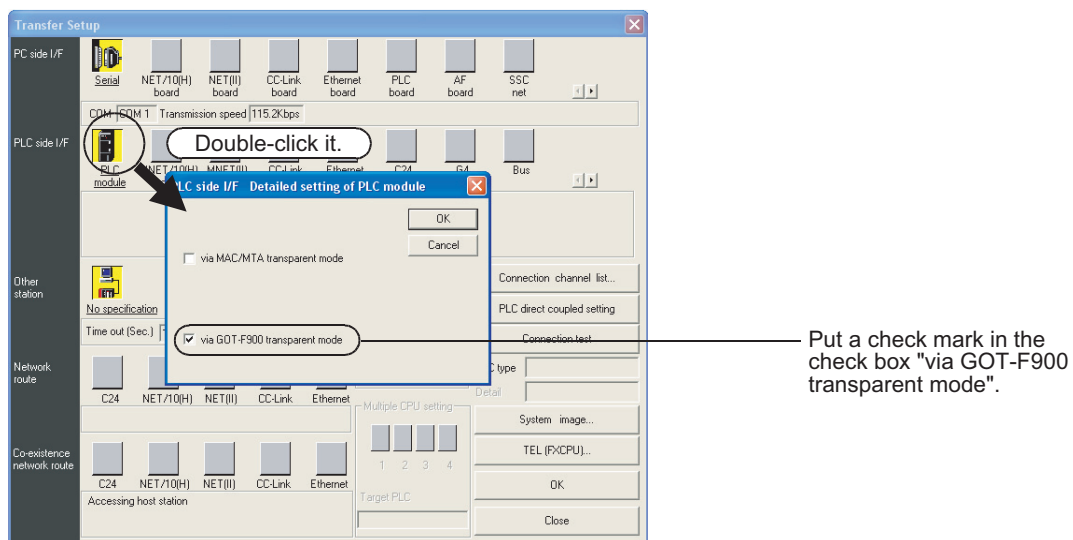 Transfer Setup
PC side I/F
Serial
NET/10(H)
board
NET(II)
board
CC-Link
board
Ethernet
board
PLC
board
AF
board
SSC
net
COM COM 1 Transmission speed 115.2Kbps
PLC side I/F
Double-click it.
PLC
module
MNET(II)
CC-Link
Ethernet
C24
G4
Bus
PLC side I/F Detailed setting of PLC module
OK
Cancel
via MAC/MTA transparent mode
via GOT-F900 transparent mode
Put a check mark in the
check box "via GOT-F900
transparent mode".
Other
station
No specification
Time out (Sec.)
Connection channel list...
PLC direct coupled setting
Connection test
type
Detail
System image...
TEL (FXCPU)...
OK
Close
Network
route
C24
NET/10(H)
NET(II)
CC-Link
Ethernet
Multiple CPU setting
1 2 3 4
Target PLC
Co-existence
network route
C24
NET/10(H)
NET(II)
CC-Link
Ethernet
Accessing host station